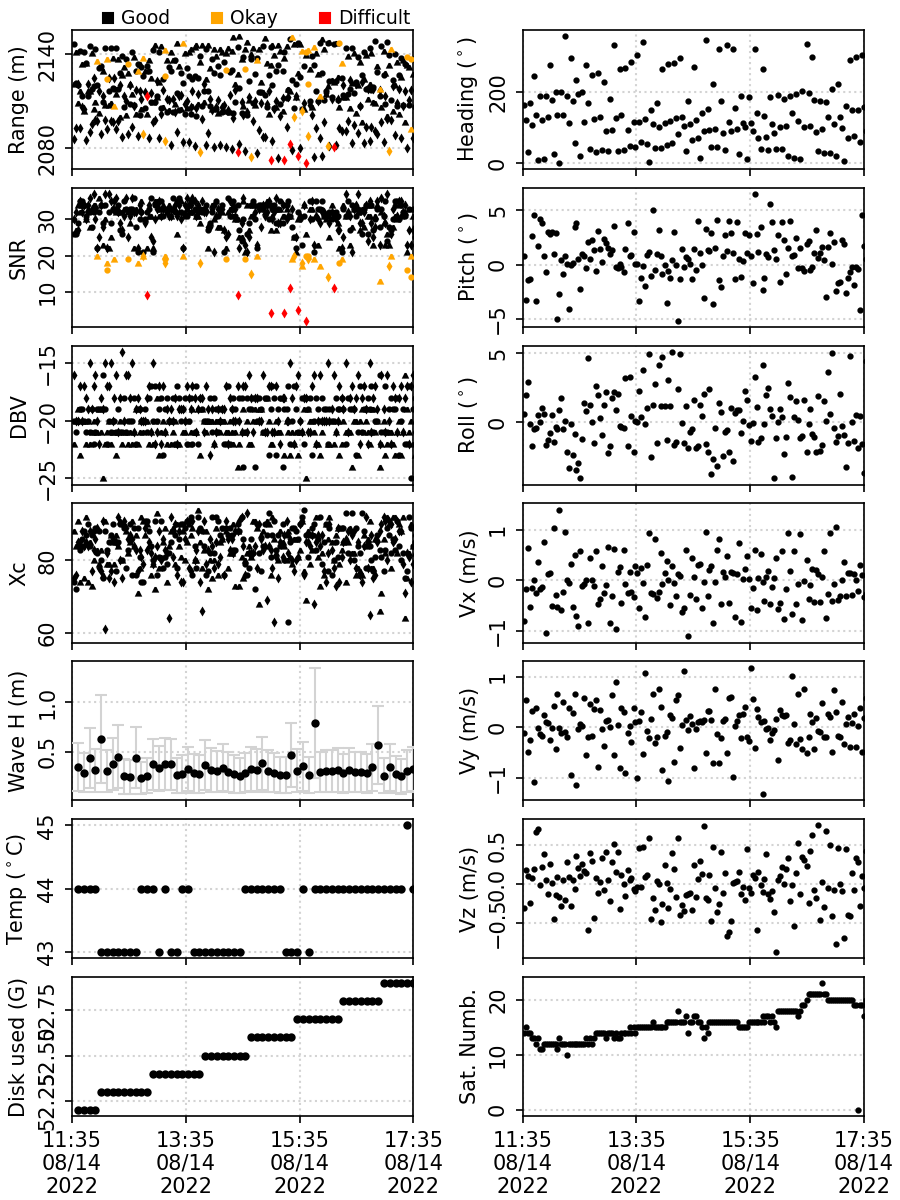 Good Okay Difficult
Range (m)
2140
2080
Heading (°)
200
0
SNR
30
20
10
Pitch (°)
5
0
−5
DBV
−15
−20
−25
Roll (°)
5
0
Xc
80
60
Vx (m/s)
1
0
−1
Wave H (m)
1.0
0.5
Vy (m/s)
1
0
−1
Temp (°C)
45
44
43
Vz (m/s)
0.5
0.0
−0.5
Disk used (G)
52.75
52.50
52.25
Sat. Numb.
20
10
0
11:35 13:35 15:35 17:35 11:35 13:35 15:35 17:35
08/14 08/14 08/14 08/14 08/14 08/14 08/14 08/14
2022 2022 2022 2022 2022 2022 2022 2022